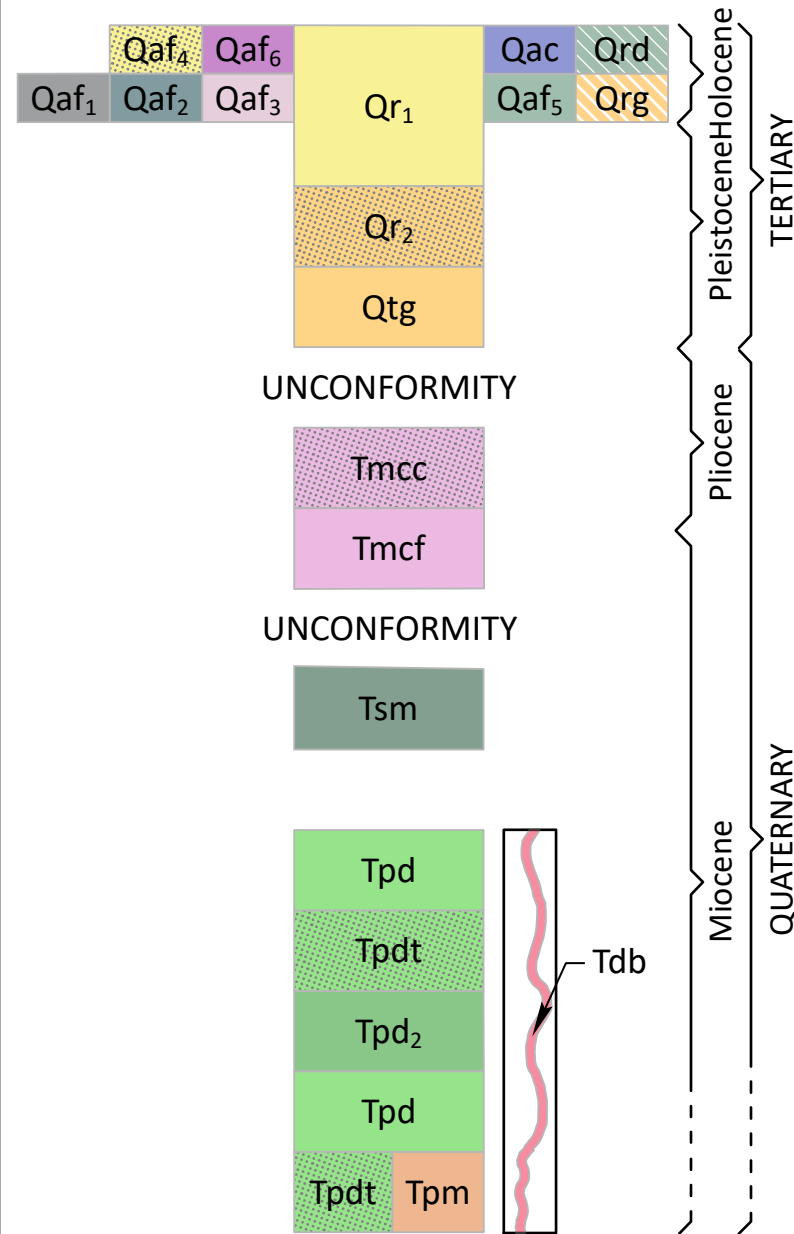 Qaf₄ Qaf₆ Qac Qrd
Qaf₁ Qaf₂ Qaf₃ Qr₁ Qaf₅ Qrg
Qr₂
Qtg
UNCONFORMITY
Tmcc
Tmcf
UNCONFORMITY
Tsm
Tpd
Tpdt
Tdb
Tpd₂
Tpd
Tpdt Tpm
Holocene
Pleistocene
Pliocene
Miocene
TERTIARY
QUATERNARY